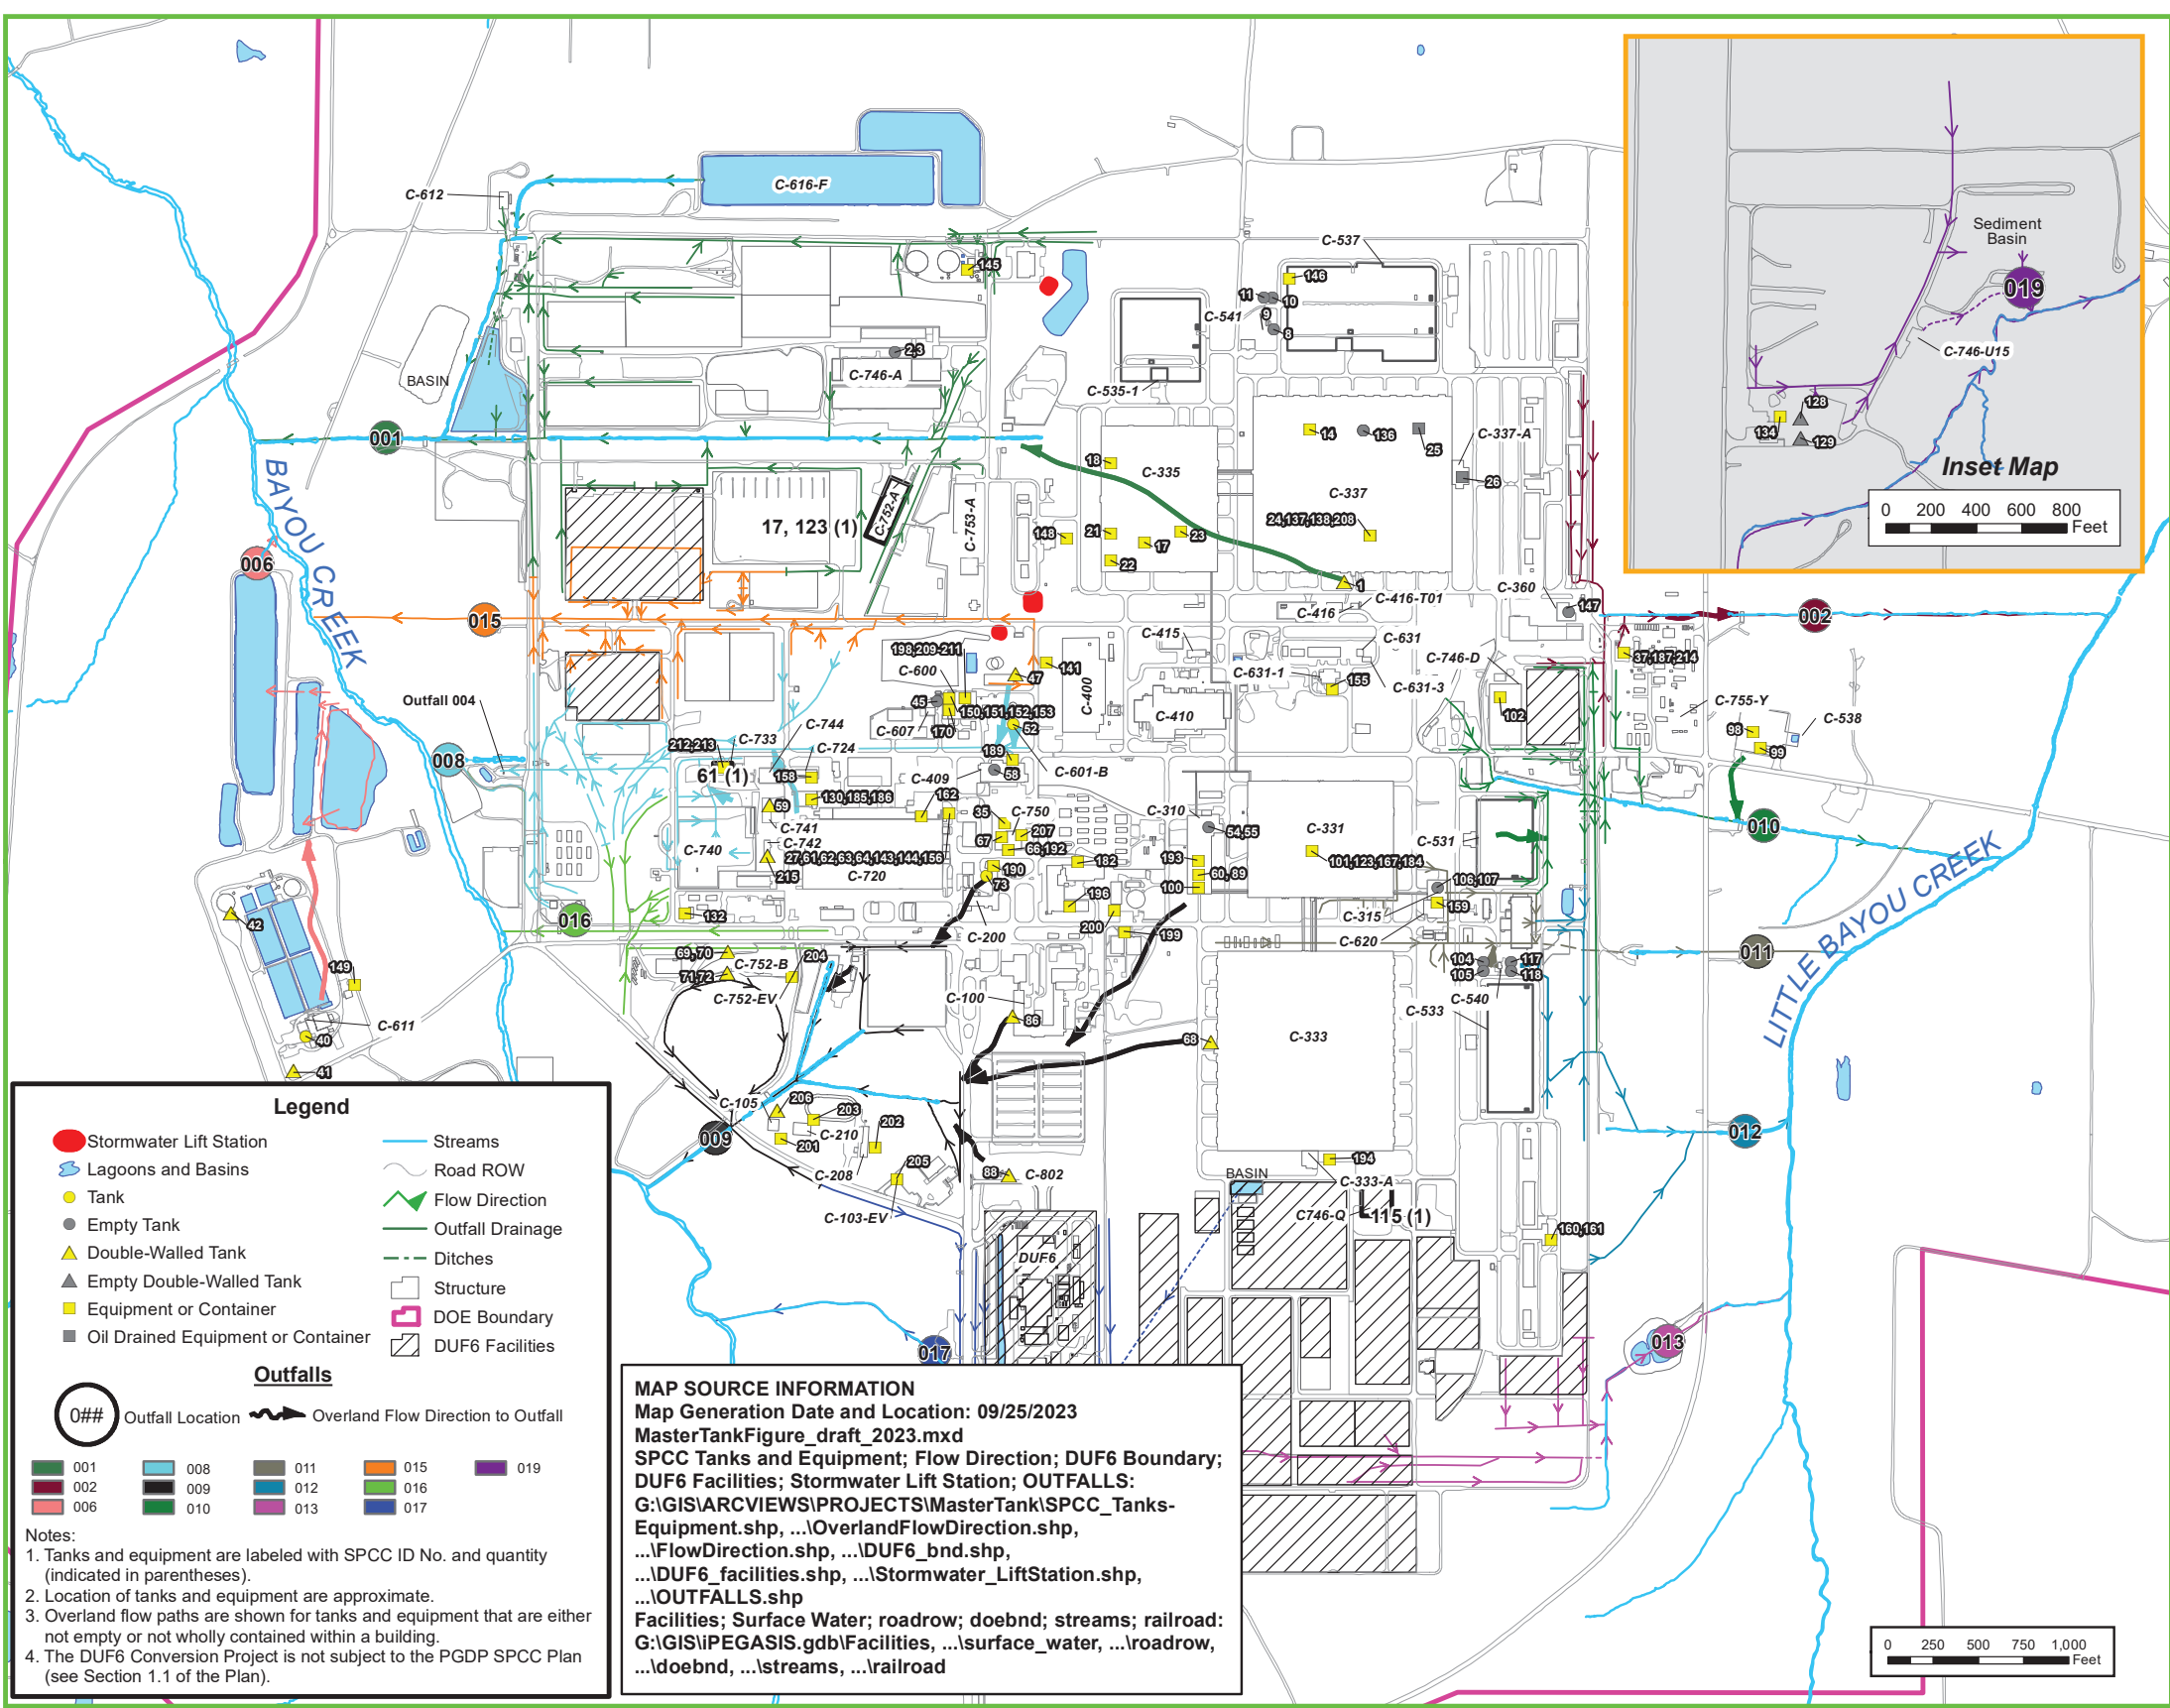 C-616-F
C-612
C-537
145
146
11
10
9
C-541
8
2,3
C-746-A
BASIN
C-535-1
001
14
136
25
C-337-A
18
C-335
26
C-337
BAYOU CREEK
17, 123 (1)
C-752-A
C-753-A
24,137,138,208
148
21
17
23
22
006
1
C-360
147
C-416-T01
C-416
002
015
C-415
C-631
198,209-211
C-746-D
37,187,214
C-600
141
47
C-631-1
155
C-631-3
C-400
Outfall 004
45
150,151,152,153
C-410
102
C-755-Y
C-538
C-744
C-607
170
52
98
C-733
212,213
C-724
189
99
008
61 (1)
158
C-409
58
C-601-B
59
130,185,186
162
C-310
35
C-750
54,55
C-331
010
C-741
207
67
C-531
C-740
C-742
66,192
27,61,62,63,64,143,144,156
182
193
101,123,167,184
215
C-720
190
60,89
73
100
106,107
LITTLE BAYOU CREEK
132
196
C-315
159
016
42
200
C-200
199
C-620
011
69,70
C-752-B
204
104
117
149
71,72
105
118
C-752-EV
C-100
C-540
C-611
86
C-533
40
68
C-333
41
C-105
206
203
202
012
009
C-210
201
205
C-208
88
C-802
194
BASIN
C-333-A
C-103-EV
C746-Q
115 (1)
160,161
DUF6
017
013
Sediment
Basin
019
C-746-U15
128
134
129
Inset Map
0 200 400 600 800
Feet
Legend
Stormwater Lift Station
Lagoons and Basins
Tank
Empty Tank
Double-Walled Tank
Empty Double-Walled Tank
Equipment or Container
Oil Drained Equipment or Container
Streams
Road ROW
Flow Direction
Outfall Drainage
Ditches
Structure
DOE Boundary
DUF6 Facilities
Outfalls
0##
Outfall Location
Overland Flow Direction to Outfall
001 008 011 015 019
002 009 012 016
006 010 013 017
Notes:
1. Tanks and equipment are labeled with SPCC ID No. and quantity
(indicated in parentheses).
2. Location of tanks and equipment are approximate.
3. Overland flow paths are shown for tanks and equipment that are either
not empty or not wholly contained within a building.
4. The DUF6 Conversion Project is not subject to the PGDP SPCC Plan
(see Section 1.1 of the Plan).
MAP SOURCE INFORMATION
Map Generation Date and Location: 09/25/2023
MasterTankFigure_draft_2023.mxd
SPCC Tanks and Equipment; Flow Direction; DUF6 Boundary;
DUF6 Facilities; Stormwater Lift Station; OUTFALLS:
G:\GIS\ARCVIEWS\PROJECTS\MasterTank\SPCC_Tanks-
Equipment.shp, ...\OverlandFlowDirection.shp,
...\FlowDirection.shp, ...\DUF6_bnd.shp,
...\DUF6_facilities.shp, ...\Stormwater_LiftStation.shp,
...\OUTFALLS.shp
Facilities; Surface Water; roadrow; doebnd; streams; railroad:
G:\GIS\iPEGASIS.gdb\Facilities, ...\surface_water, ...\roadrow,
...\doebnd, ...\streams, ...\railroad
0 250 500 750 1,000
Feet